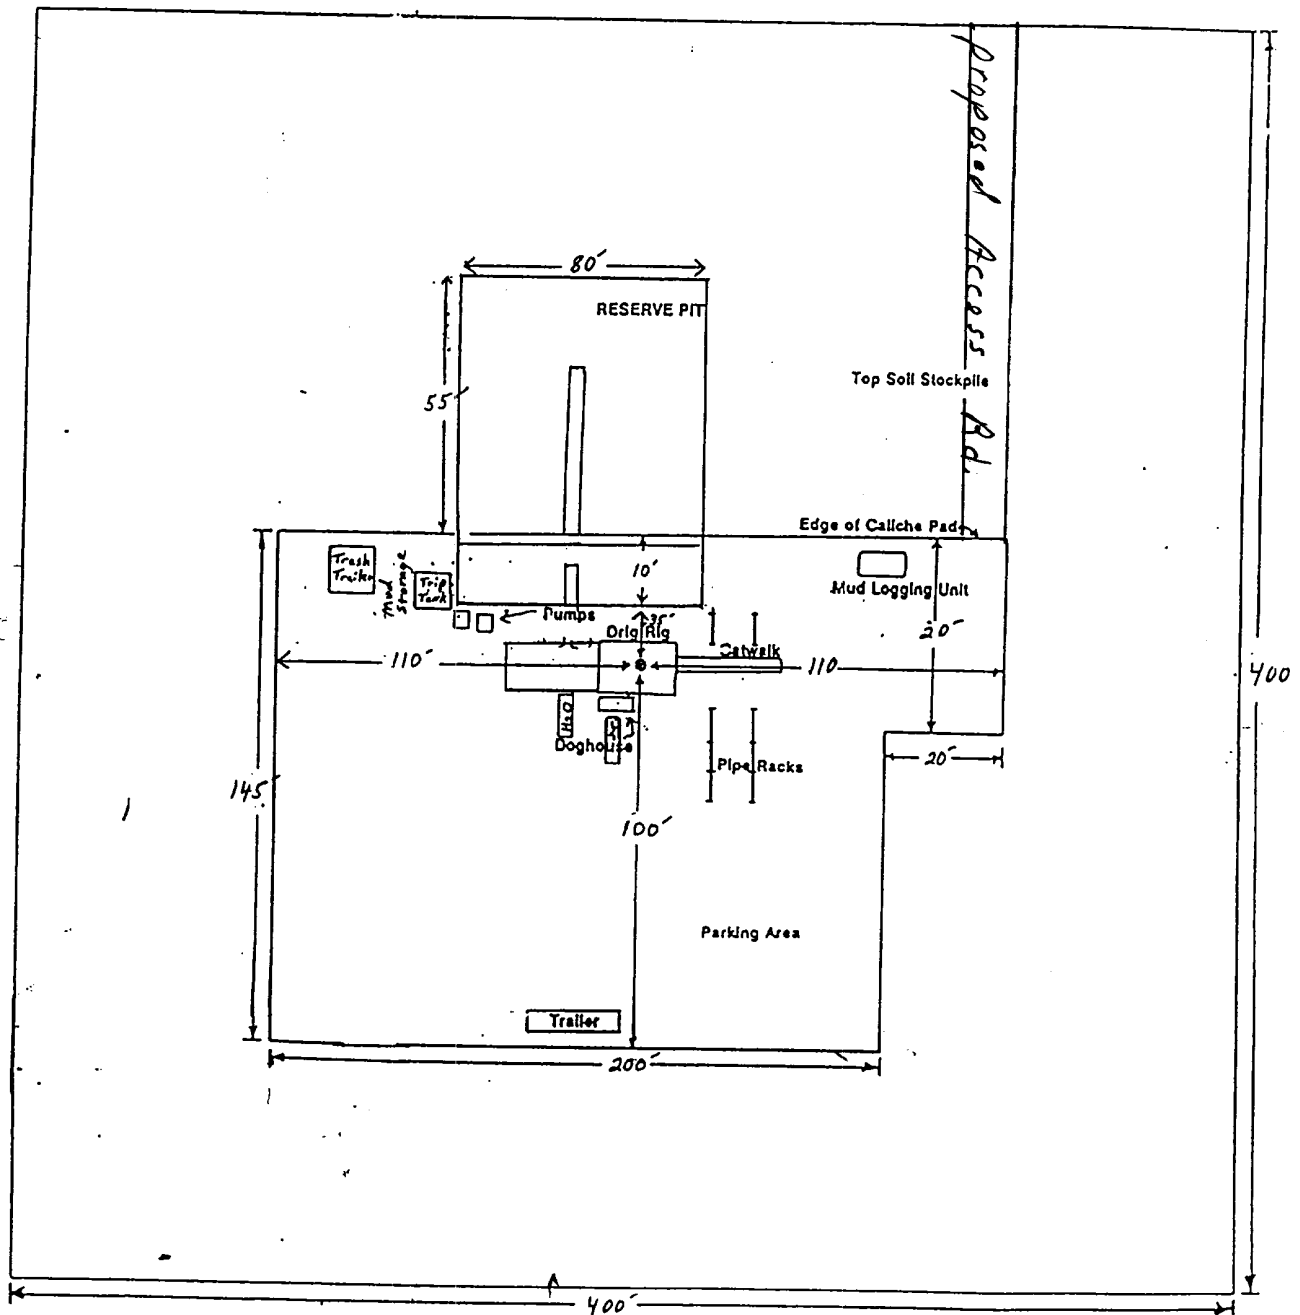 proposed Access Rd.
80'
RESERVE PIT
55'
Top Soil Stockpile
Edge of Caliche Pad
Trash
Trailer
Mud
Storage
Trip
Tank
10'
Mud Logging Unit
Pumps
35'
Drlg Rig
20'
Catwalk
110'
110
400
H2O
Doghouse
Pipe Racks
20'
145'
100'
Parking Area
Trailer
200'
400'